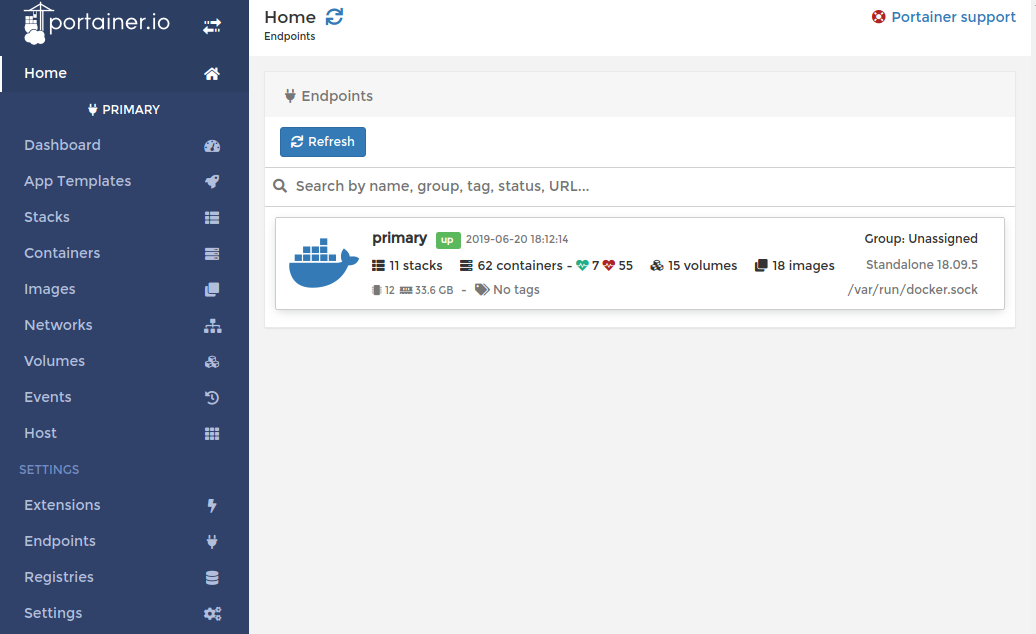 portainer.io
Home
PRIMARY
Dashboard
App Templates
Stacks
Containers
Images
Networks
Volumes
Events
Host
SETTINGS
Extensions
Endpoints
Registries
Settings
Home
Endpoints
Portainer support
Endpoints
Refresh
Search by name, group, tag, status, URL...
primary up 2019-06-20 18:12:14 Group: Unassigned
11 stacks 62 containers - 7 55 15 volumes 18 images Standalone 18.09.5
12 33.6 GB - No tags /var/run/docker.sock